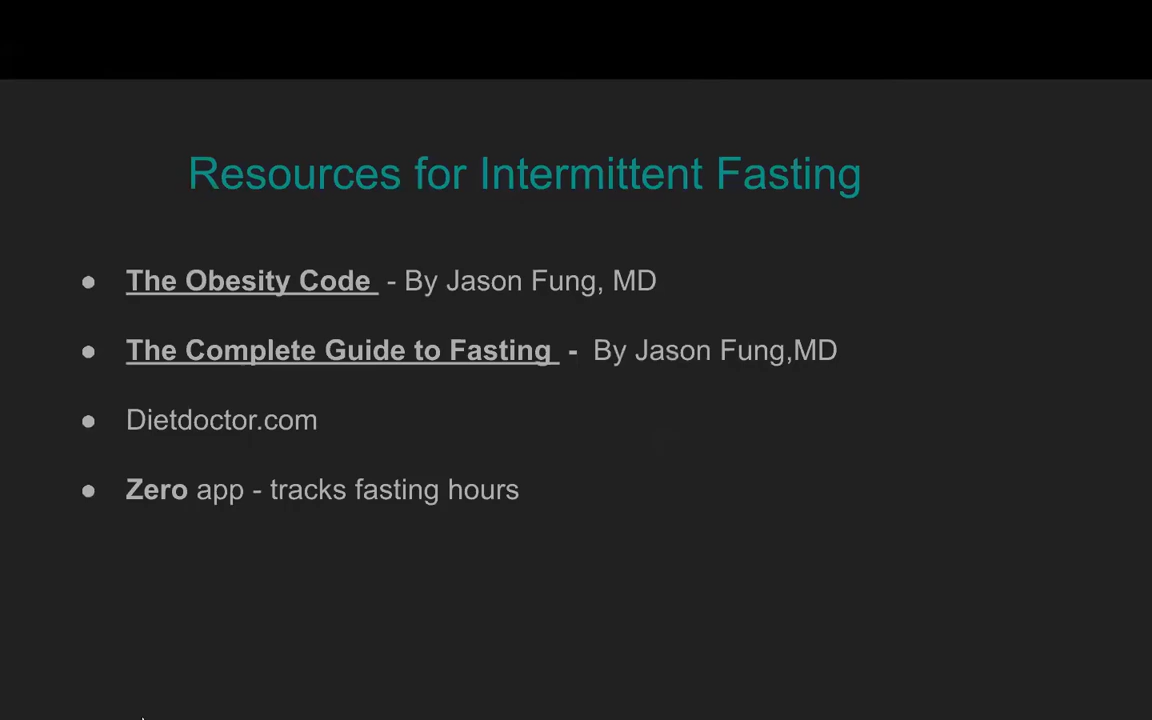 Resources for Intermittent Fasting
● The Obesity Code - By Jason Fung, MD
● The Complete Guide to Fasting - By Jason Fung,MD
● Dietdoctor.com
● Zero app - tracks fasting hours